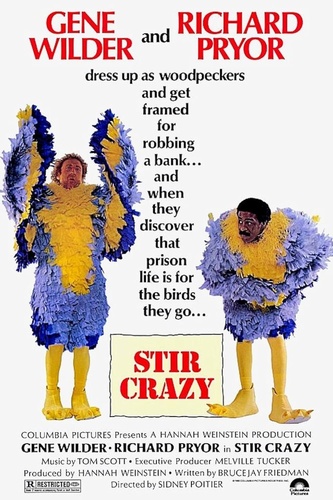 GENE WILDER and RICHARD PRYOR
dress up as woodpeckers
and get
framed
for
robbing
a bank...
and
when
they
discover
that
prison
life is for
the birds
they go...
STIR
CRAZY
COLUMBIA PICTURES Presents A HANNAH WEINSTEIN PRODUCTION
GENE WILDER · RICHARD PRYOR in STIR CRAZY
Music by TOM SCOTT · Executive Producer MELVILLE TUCKER
Produced by HANNAH WEINSTEIN · Written by BRUCE JAY FRIEDMAN
Directed by SIDNEY POITIER
R RESTRICTED
Columbia
Pictures